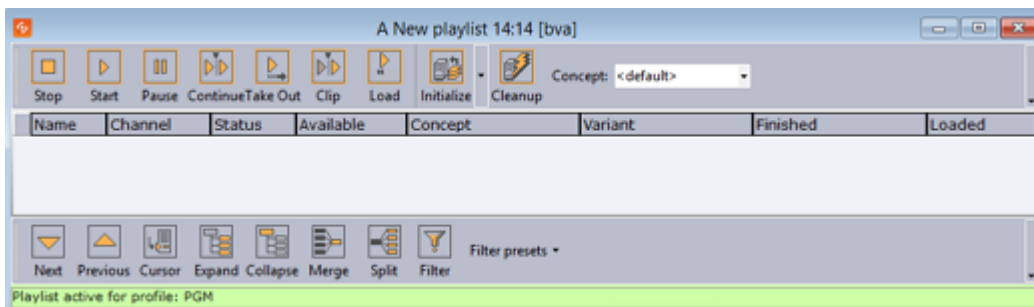 A New playlist 14:14 [bva]
Stop Start Pause Continue Take Out Clip Load Initialize Cleanup Concept: <default>
Name Channel Status Available Concept Variant Finished Loaded
Next Previous Cursor Expand Collapse Merge Split Filter Filter presets
Playlist active for profile: PGM